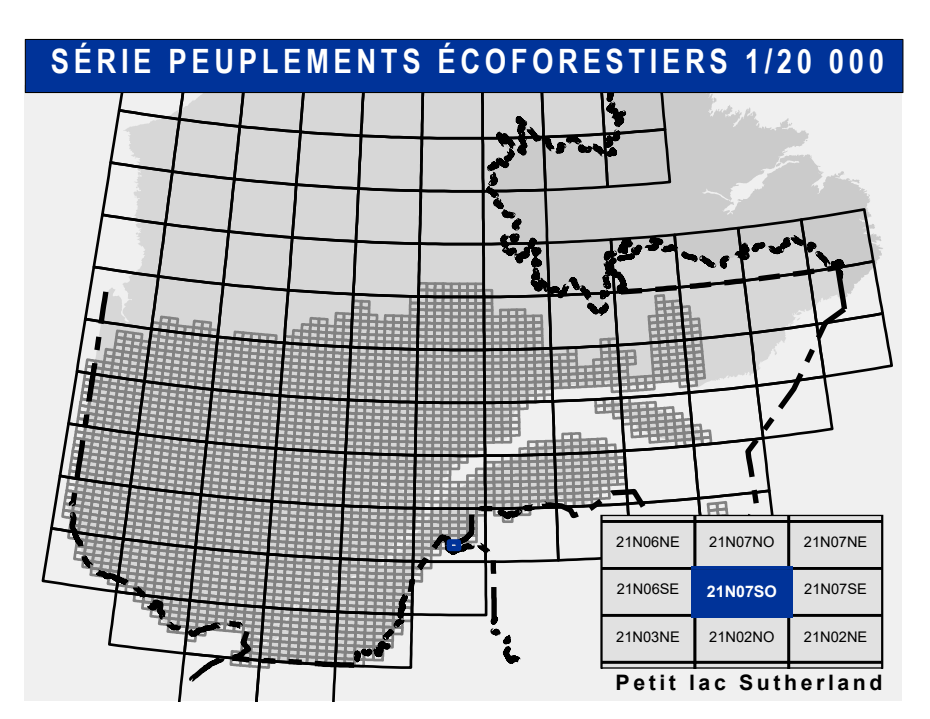 SÉRIE PEUPLEMENTS ÉCOFORESTIERS 1/20 000
21N06NE 21N07NO 21N07NE
21N06SE 21N07SO 21N07SE
21N03NE 21N02NO 21N02NE
Petit lac Sutherland